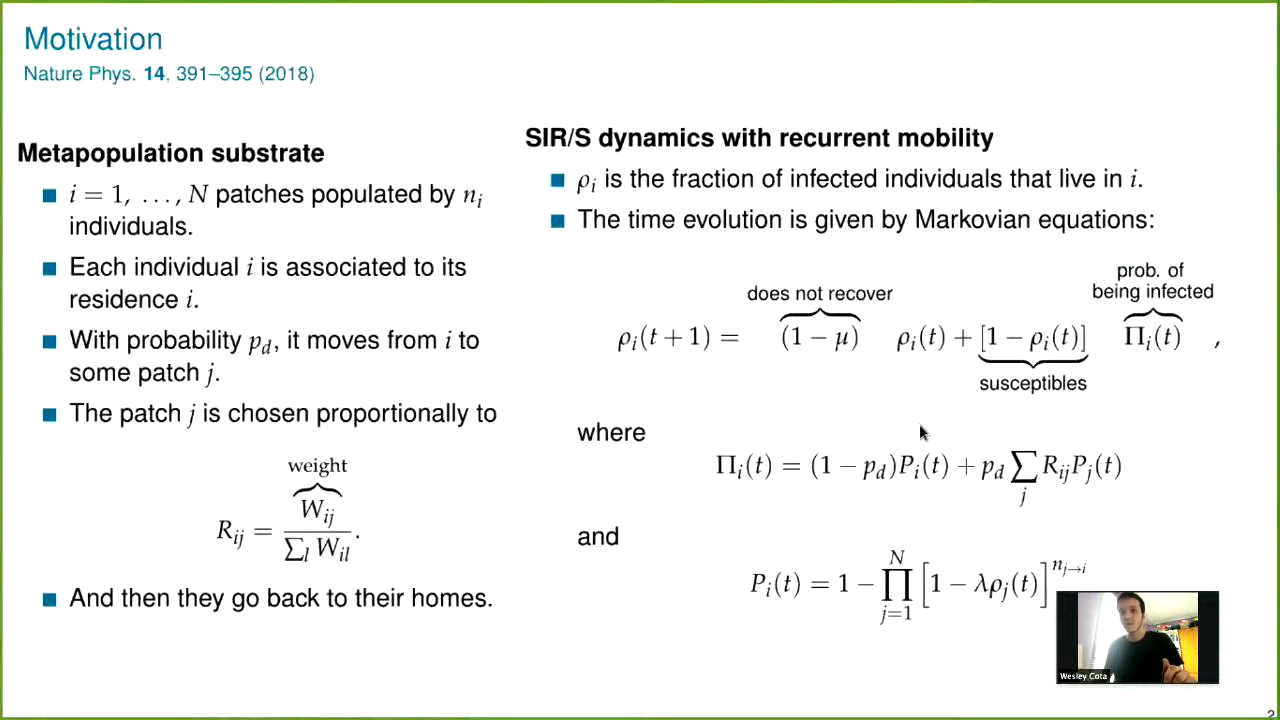 Motivation
Nature Phys. 14, 391–395 (2018)
Metapopulation substrate
i = 1, ..., N patches populated by n_i
individuals.
Each individual i is associated to its
residence i.
With probability p_d, it moves from i to
some patch j.
The patch j is chosen proportionally to
weight
R_ij = W_ij / ∑_l W_il.
And then they go back to their homes.
SIR/S dynamics with recurrent mobility
ρ_i is the fraction of infected individuals that live in i.
The time evolution is given by Markovian equations:
prob. of
does not recover being infected
ρ_i(t + 1) = (1 − μ) ρ_i(t) + [1 − ρ_i(t)] Π_i(t) ,
susceptibles
where
Π_i(t) = (1 − p_d)P_i(t) + p_d ∑_j R_ij P_j(t)
and
P_i(t) = 1 − ∏_{j=1}^{N} [1 − λρ_j(t)]^{n_{j→i}}
Wesley Cota
2